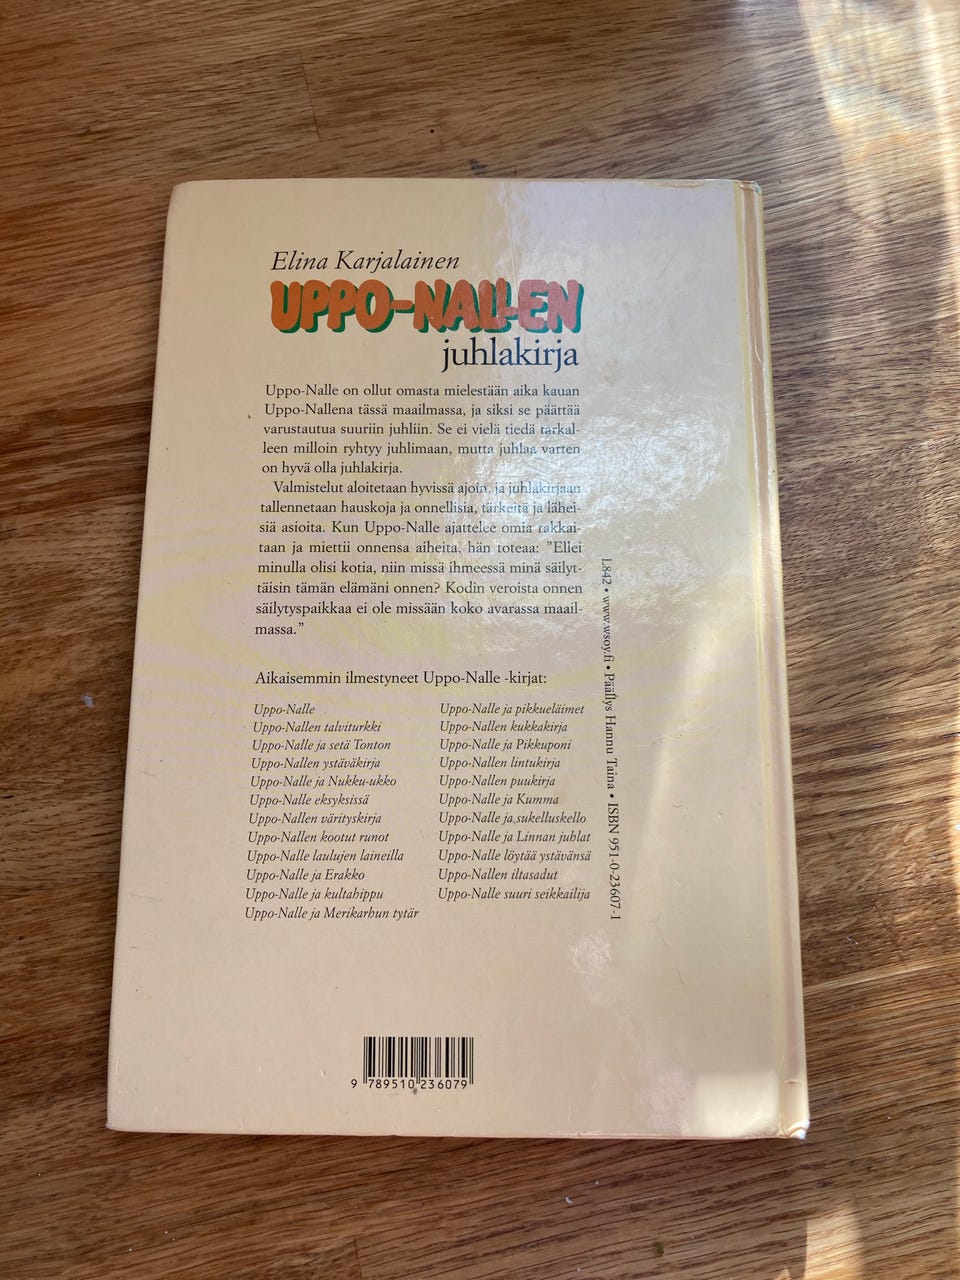 Elina Karjalainen
UPPO-NALLEN
juhlakirja
Uppo-Nalle on ollut omasta mielestään aika kauan
Uppo-Nallena tässä maailmassa, ja siksi se päättää
varustautua suuriin juhliin. Se ei vielä tiedä tarkal-
leen milloin ryhtyy juhlimaan, mutta juhlaa varten
on hyvä olla juhlakirja.
Valmistelut aloitetaan hyvissä ajoin, ja juhlakirjaan
tallennetaan hauskoja ja onnellisia, tärkeitä ja lähei-
siä asioita. Kun Uppo-Nalle ajattelee omia rakkai-
taan ja miettii onnensa aiheita, hän toteaa: ”Ellei
minulla olisi kotia, niin missä ihmeessä minä säilyt-
täisin tämän elämäni onnen? Kodin veroista onnen
säilytyspaikkaa ei ole missään koko avarassa maail-
massa.”
Aikaisemmin ilmestyneet Uppo-Nalle -kirjat:
Uppo-Nalle
Uppo-Nallen talviturkki
Uppo-Nalle ja setä Tonton
Uppo-Nallen ystäväkirja
Uppo-Nalle ja Nukku-ukko
Uppo-Nalle eksyksissä
Uppo-Nallen värityskirja
Uppo-Nallen kootut runot
Uppo-Nalle laulujen laineilla
Uppo-Nalle ja Erakko
Uppo-Nalle ja kultahippu
Uppo-Nalle ja Merikarhun tytär
Uppo-Nalle ja pikkueläimet
Uppo-Nallen kukkakirja
Uppo-Nalle ja Pikkuponi
Uppo-Nallen lintukirja
Uppo-Nallen puukirja
Uppo-Nalle ja Kumma
Uppo-Nalle ja sukelluskello
Uppo-Nalle ja Linnan juhlat
Uppo-Nalle löytää ystävänsä
Uppo-Nallen iltasadut
Uppo-Nalle suuri seikkailija
L842 • www.wsoy.fi • Päällys Hannu Taina • ISBN 951-0-23607-1
9 789510 236079